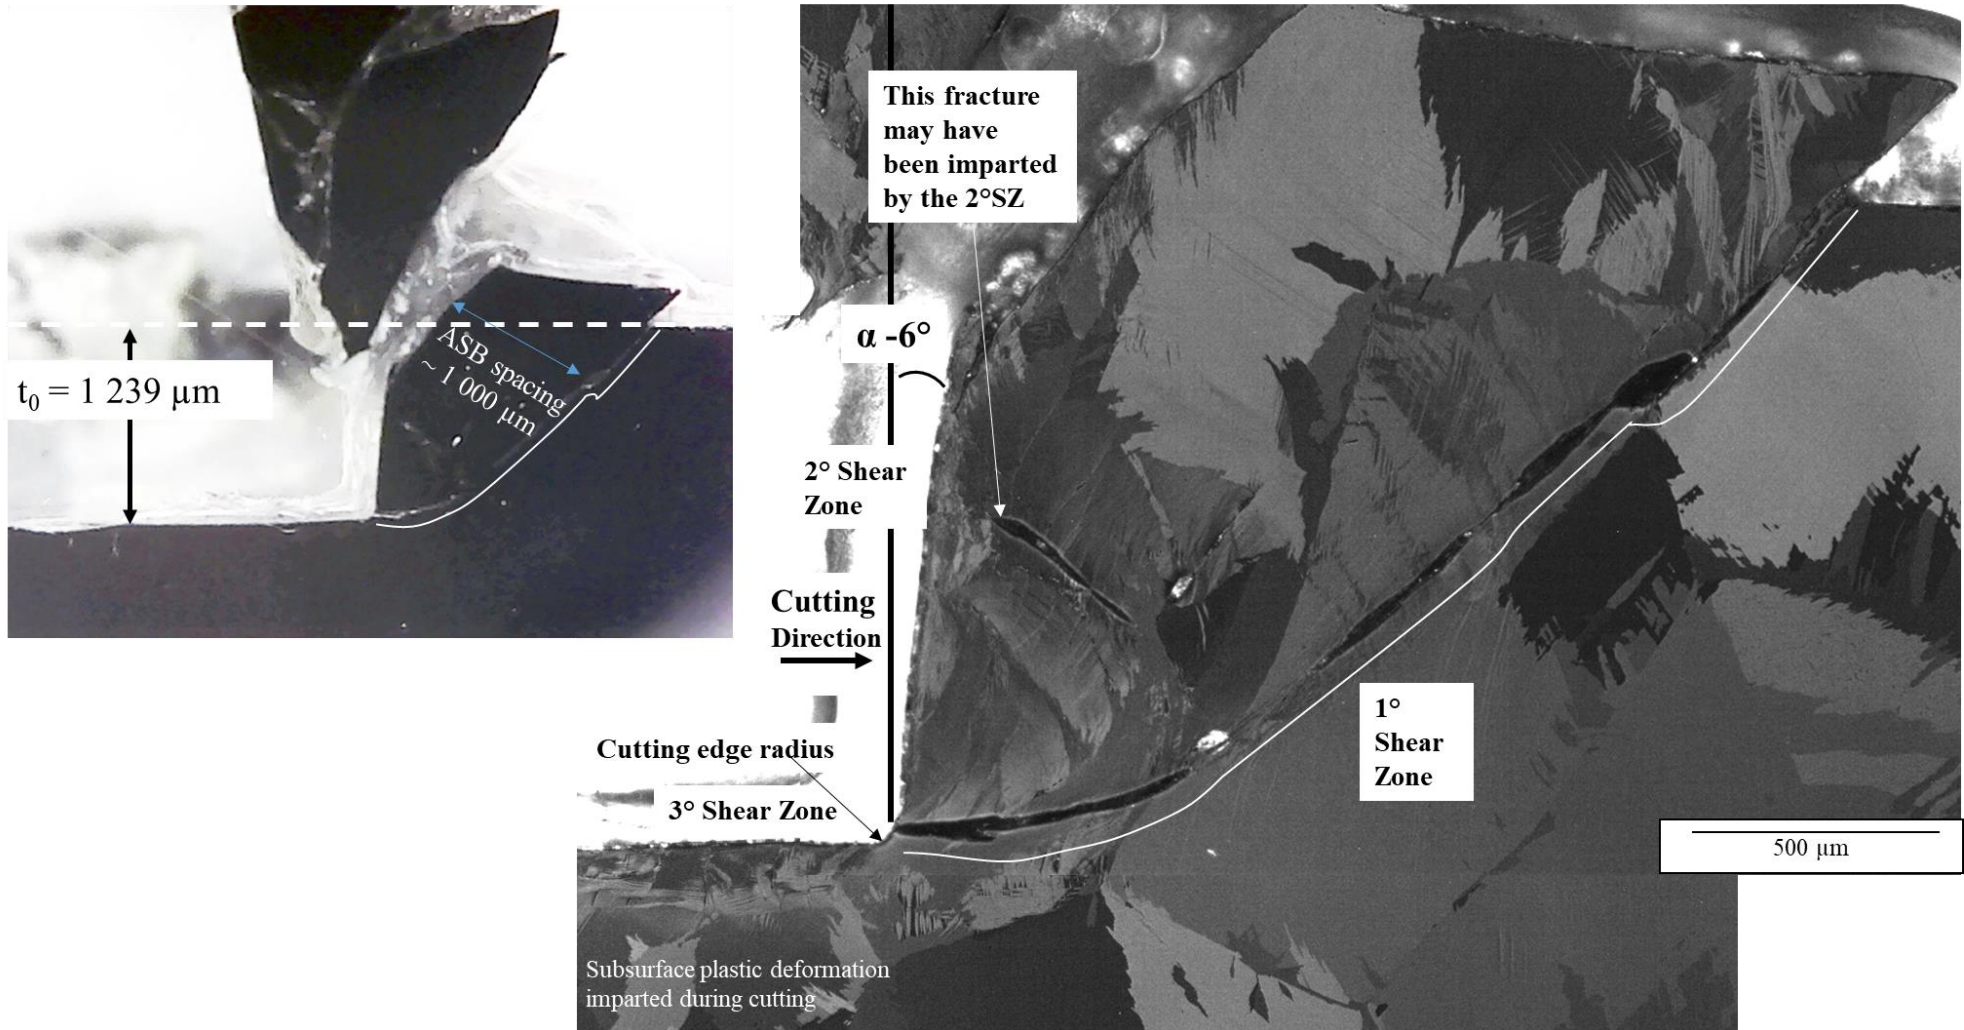 t₀ = 1 239 µm
ASB spacing
~ 1 000 µm
This fracture
may have
been imparted
by the 2°SZ
α -6°
2° Shear
Zone
Cutting
Direction
Cutting edge radius
3° Shear Zone
1°
Shear
Zone
500 µm
Subsurface plastic deformation
imparted during cutting